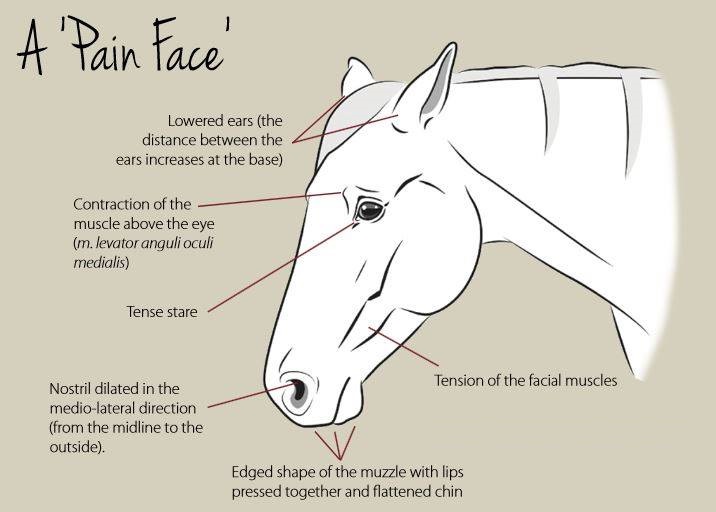 A 'Pain Face'
Lowered ears (the
distance between the
ears increases at the base)
Contraction of the
muscle above the eye
(m. levator anguli oculi
medialis)
Tense stare
Nostril dilated in the
medio-lateral direction
(from the midline to the
outside).
Tension of the facial muscles
Edged shape of the muzzle with lips
pressed together and flattened chin